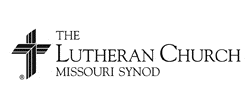 THE
LUTHERAN CHURCH
MISSOURI SYNOD
®